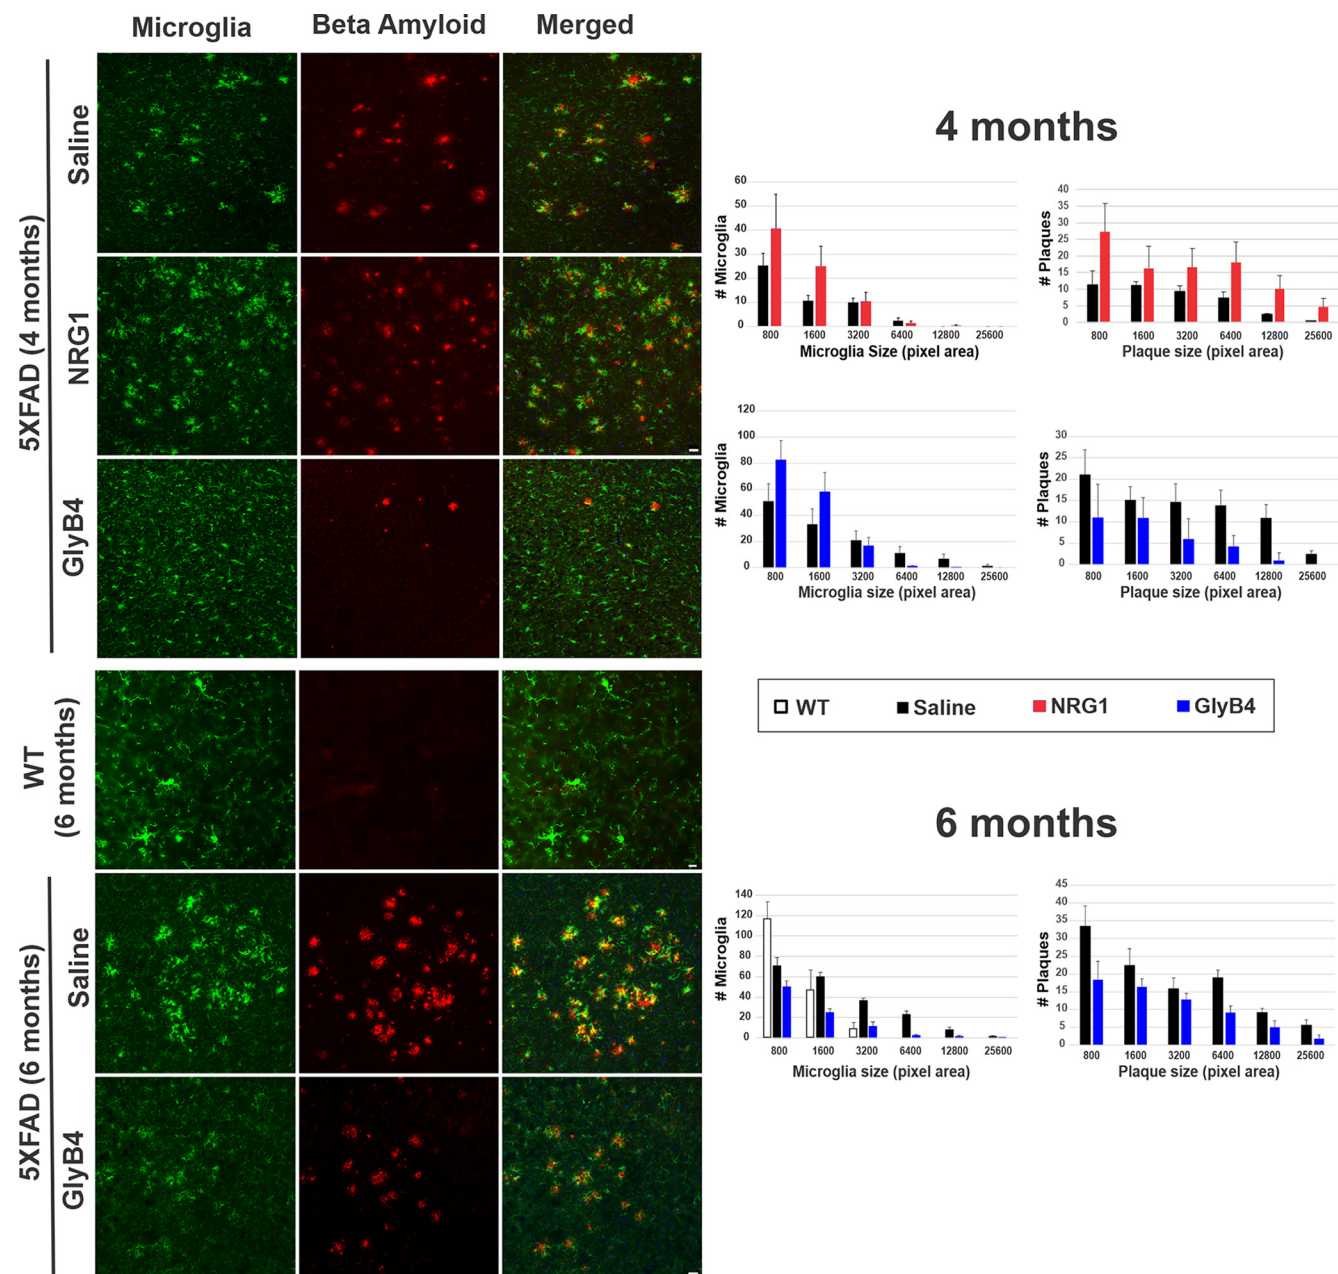 Microglia
Beta Amyloid
Merged
5XFAD (4 months)
Saline
NRG1
GlyB4
WT
(6 months)
5XFAD (6 months)
Saline
GlyB4
4 months
# Microglia
60
50
40
30
20
10
0
800 1600 3200 6400 12800 25600
Microglia Size (pixel area)
# Plaques
40
35
30
25
20
15
10
5
0
800 1600 3200 6400 12800 25600
Plaque size (pixel area)
# Microglia
120
100
80
60
40
20
0
800 1600 3200 6400 12800 25600
Microglia size (pixel area)
# Plaques
30
25
20
15
10
5
0
800 1600 3200 6400 12800 25600
Plaque size (pixel area)
WT Saline NRG1 GlyB4
6 months
# Microglia
140
120
100
80
60
40
20
0
800 1600 3200 6400 12800 25600
Microglia size (pixel area)
# Plaques
45
40
35
30
25
20
15
10
5
0
800 1600 3200 6400 12800 25600
Plaque size (pixel area)